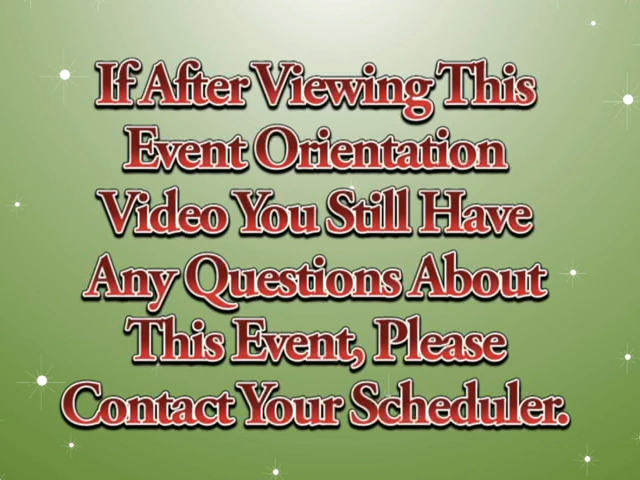 If After Viewing This
Event Orientation
Video You Still Have
Any Questions About
This Event, Please
Contact Your Scheduler.